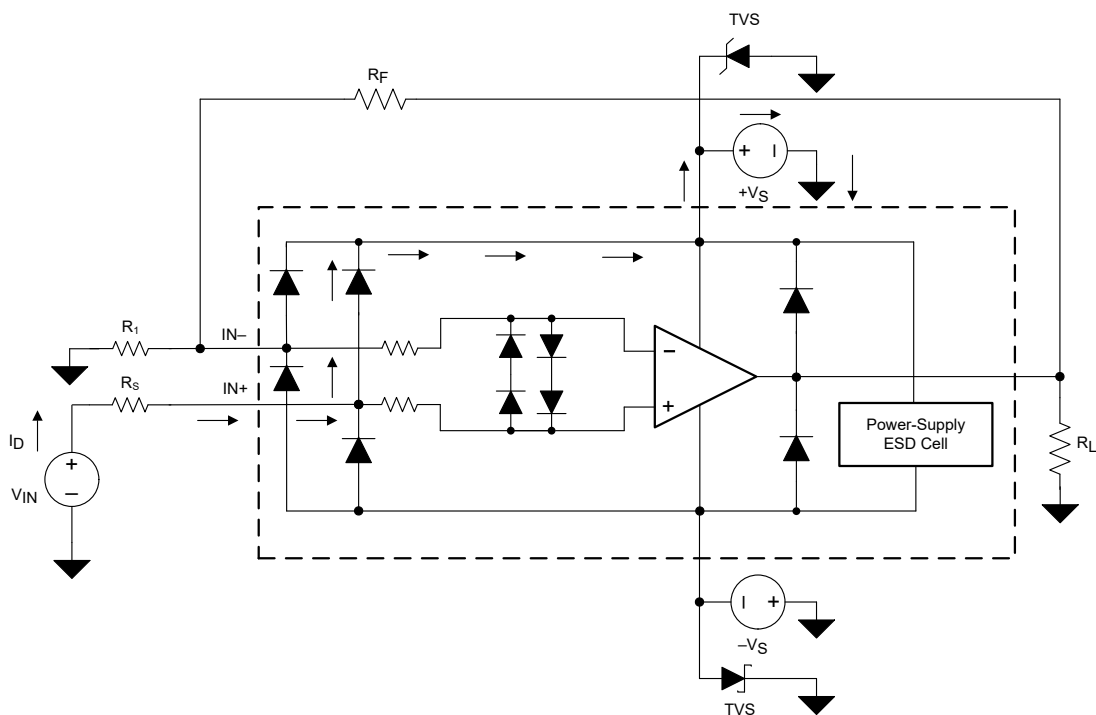 TVS
RF
+ –
+VS
R1
IN–
–
RS
IN+
+
Power-Supply
ESD Cell
ID
+
–
VIN
RL
– +
–VS
TVS